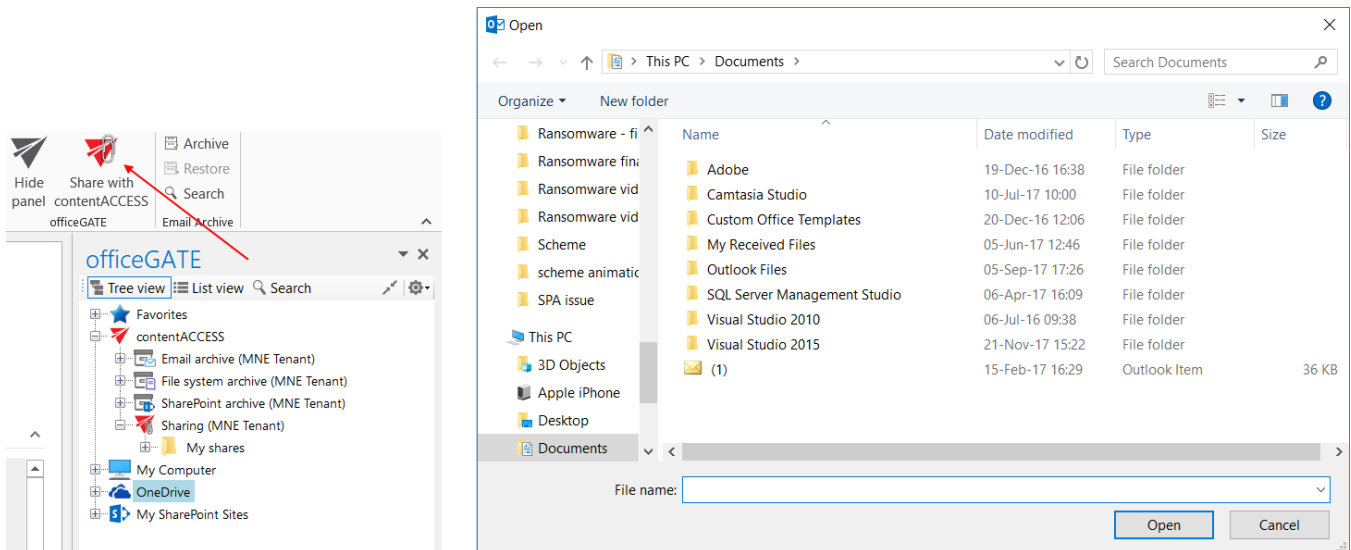 Hide
panel
Share with
contentACCESS
officeGATE
Archive
Restore
Search
Email Archive
officeGATE
Tree view List view Search
Favorites
contentACCESS
Email archive (MNE Tenant)
File system archive (MNE Tenant)
SharePoint archive (MNE Tenant)
Sharing (MNE Tenant)
My shares
My Computer
OneDrive
My SharePoint Sites
Open
This PC > Documents > Search Documents
Organize New folder
Ransomware - fi
Ransomware fina
Ransomware vid
Ransomware vid
Scheme
scheme animatic
SPA issue
This PC
3D Objects
Apple iPhone
Desktop
Documents
Name Date modified Type Size
Adobe 19-Dec-16 16:38 File folder
Camtasia Studio 10-Jul-17 10:00 File folder
Custom Office Templates 20-Dec-16 12:06 File folder
My Received Files 05-Jun-17 12:46 File folder
Outlook Files 05-Sep-17 17:26 File folder
SQL Server Management Studio 06-Apr-17 16:09 File folder
Visual Studio 2010 06-Jul-16 09:38 File folder
Visual Studio 2015 21-Nov-17 15:22 File folder
(1) 15-Feb-17 16:29 Outlook Item 36 KB
File name:
Open Cancel